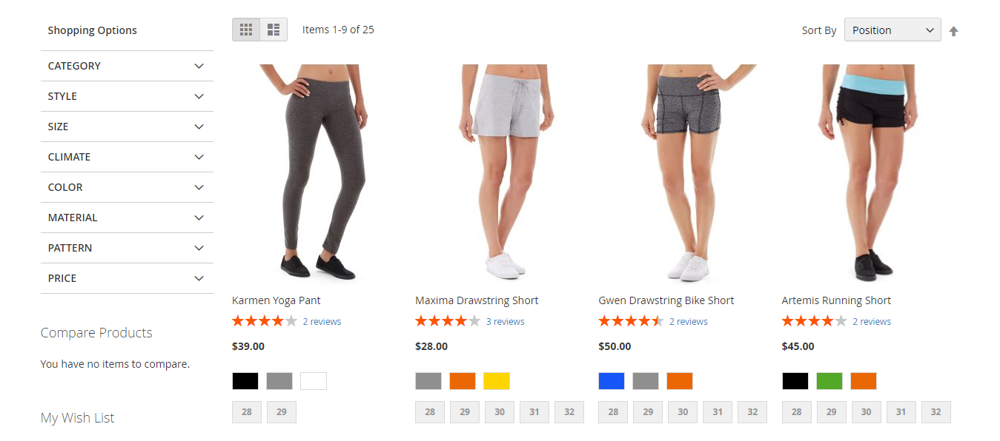 Shopping Options
CATEGORY
STYLE
SIZE
CLIMATE
COLOR
MATERIAL
PATTERN
PRICE
Compare Products
You have no items to compare.
My Wish List
Items 1-9 of 25
Sort By Position
Karmen Yoga Pant
2 reviews
$39.00
28 29
Maxima Drawstring Short
3 reviews
$28.00
28 29 30 31 32
Gwen Drawstring Bike Short
2 reviews
$50.00
28 29 30 31 32
Artemis Running Short
2 reviews
$45.00
28 29 30 31 32